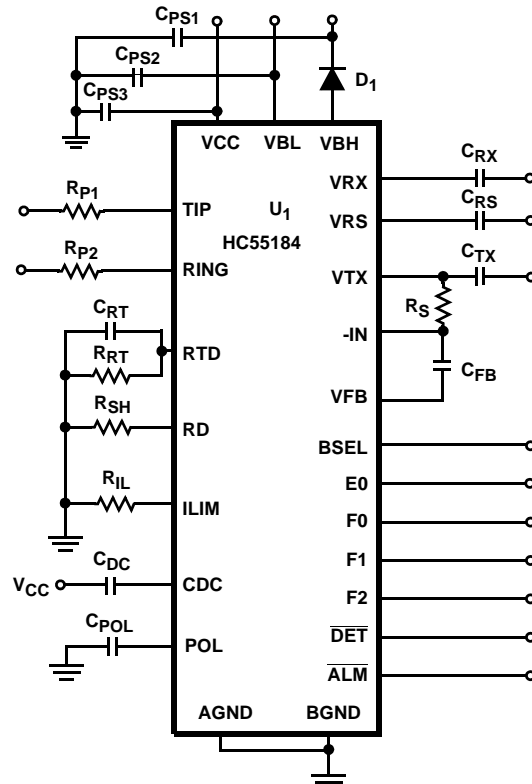 CPS1
CPS2
D1
CPS3
VCC VBL VBH
CRX
RP1 VRX
CRS
TIP U1 VRS
HC55184
RP2 CTX
RING VTX
RS
CRT -IN
RTD
RRT CFB
RSH VFB
RD
BSEL
RIL E0
ILIM F0
CDC F1
VCC CDC
F2
CPOL DET
POL
ALM
AGND BGND